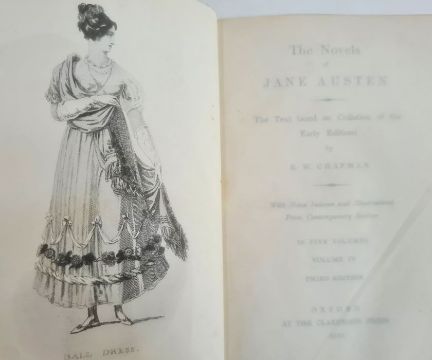 BALL DRESS.
The Novels
of
JANE AUSTEN
The Text based on Collation of the
Early Editions
by
R. W. CHAPMAN
With Notes Indexes and Illustrations
from Contemporary Sources
IN FIVE VOLUMES
VOLUME IV
THIRD EDITION
OXFORD
AT THE CLARENDON PRESS